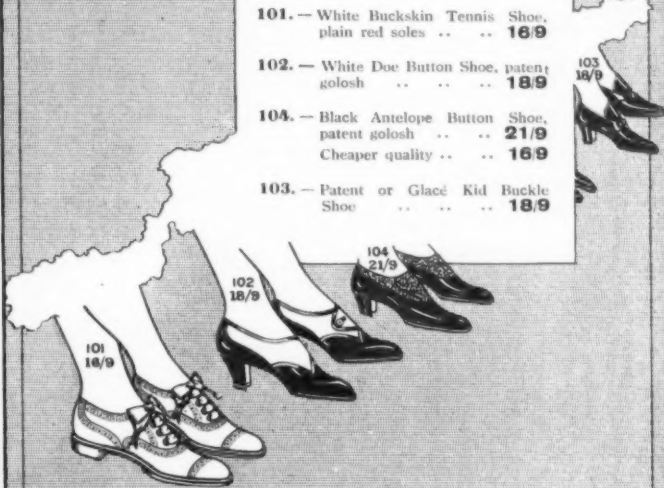 101. — White Buckskin Tennis Shoe,
plain red soles .. .. 16/9
102. — White Doe Button Shoe, patent
golosh .. .. .. 18/9
104. — Black Antelope Button Shoe,
patent golosh .. .. 21/9
Cheaper quality .. .. 16/9
103. — Patent or Glacé Kid Buckle
Shoe .. .. .. 18/9
103
18/9
104
21/9
102
18/9
101
16/9